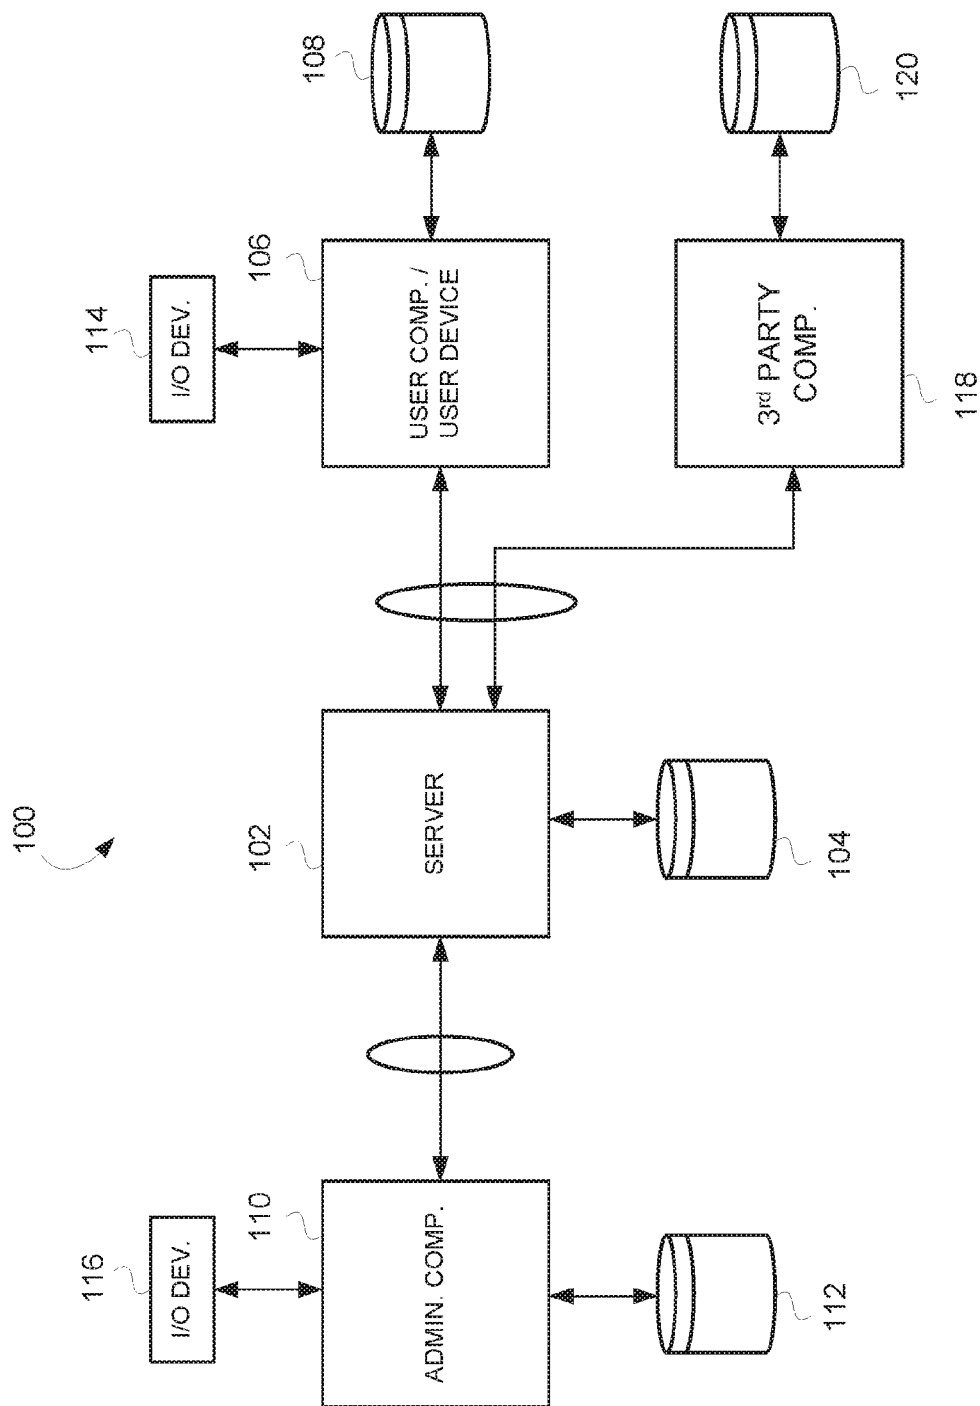 100
116
I/O DEV.
110
ADMIN. COMP.
112
102
SERVER
104
114
I/O DEV.
106
USER COMP. /
USER DEVICE
108
3rd PARTY
COMP.
118
120